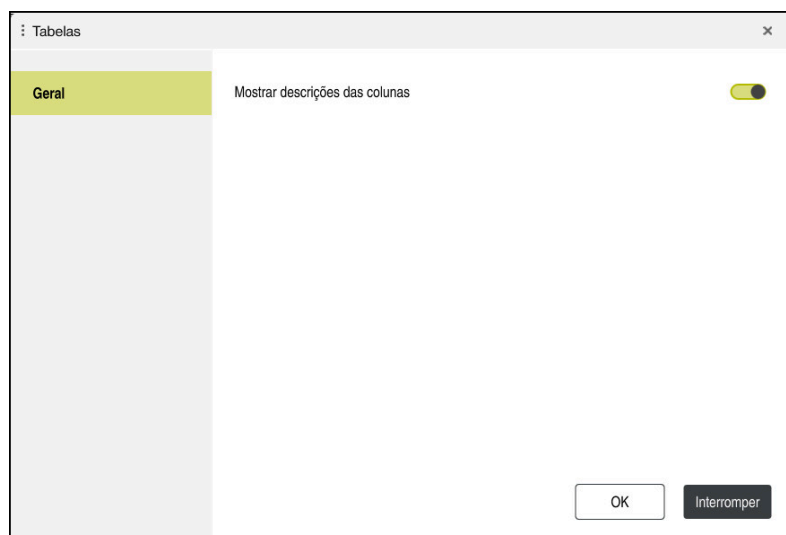 Tabelas
Geral
Mostrar descrições das colunas
OK
Interromper